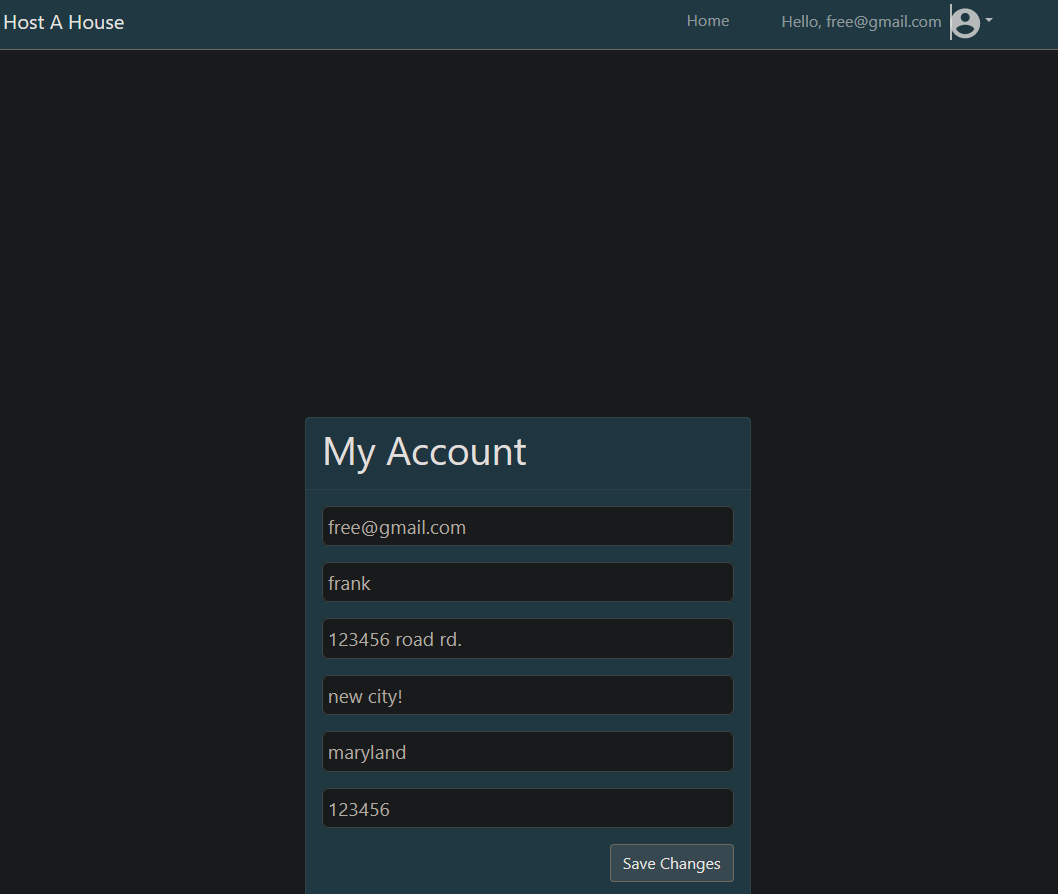 Host A House
Home
Hello, free@gmail.com
My Account
free@gmail.com
frank
123456 road rd.
new city!
maryland
123456
Save Changes